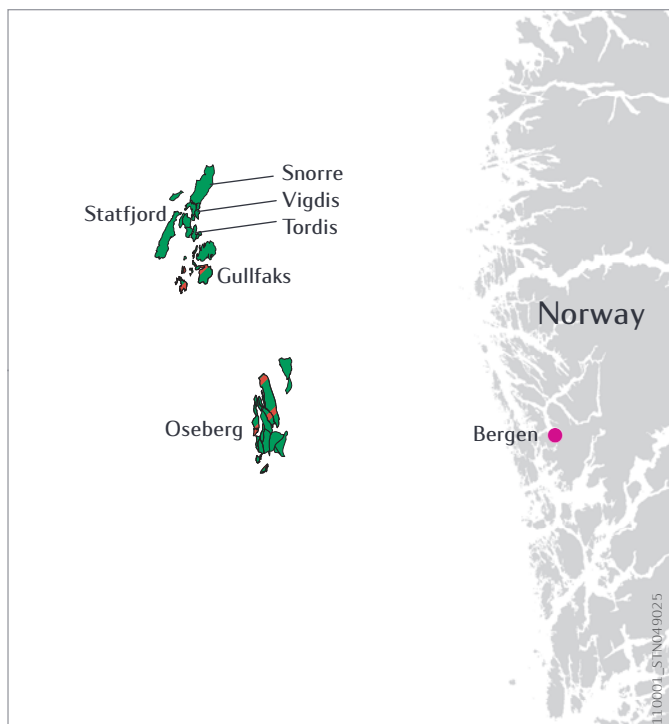 Snorre
Vigdis
Statfjord
Tordis
Gullfaks
Norway
Oseberg
Bergen
110001_STN049025